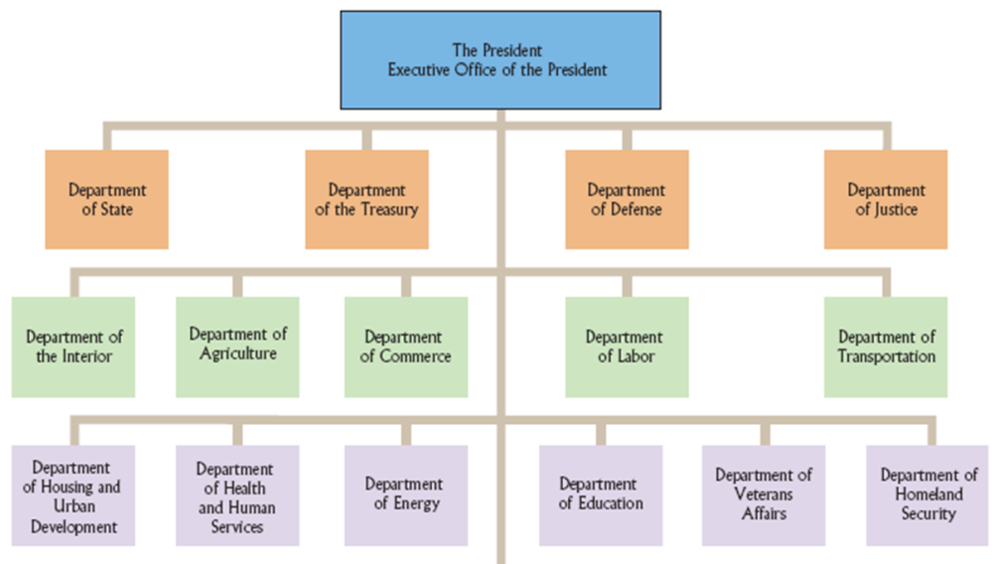 The President
Executive Office of the President
Department
of State
Department
of the Treasury
Department
of Defense
Department
of Justice
Department of
the Interior
Department of
Agriculture
Department
of Commerce
Department
of Labor
Department of
Transportation
Department
of Housing and
Urban
Development
Department
of Health
and Human
Services
Department
of Energy
Department
of Education
Department of
Veterans
Affairs
Department of
Homeland
Security